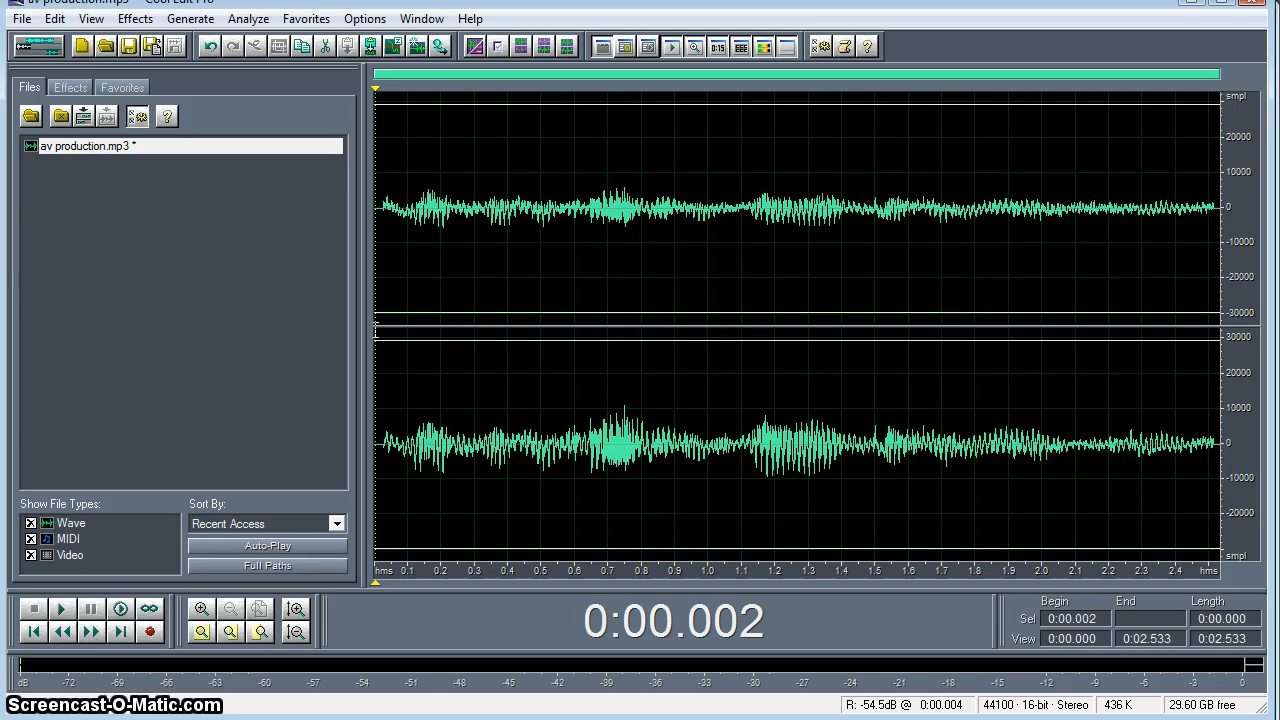 av production.mp3* - Cool Edit Pro
File Edit View Effects Generate Analyze Favorites Options Window Help
Files Effects Favorites
av production.mp3 *
Show File Types:
Wave
MIDI
Video
Sort By:
Recent Access
Auto-Play
Full Paths
smpl
20000
10000
0
-10000
-20000
-30000
30000
20000
10000
0
-10000
-20000
smpl
hms 0.1 0.2 0.3 0.4 0.5 0.6 0.7 0.8 0.9 1.0 1.1 1.2 1.3 1.4 1.5 1.6 1.7 1.8 1.9 2.0 2.1 2.2 2.3 2.4 hms
0:00.002
Begin End Length
Sel 0:00.002 0:00.000
View 0:00.000 0:02.533 0:02.533
dB -72 -69 -66 -63 -60 -57 -54 -51 -48 -45 -42 -39 -36 -33 -30 -27 -24 -21 -18 -15 -12 -9 -6 -3 0
Screencast-O-Matic.com
R: -54.5dB @ 0:00.004 44100 · 16-bit · Stereo 436 K 29.60 GB free